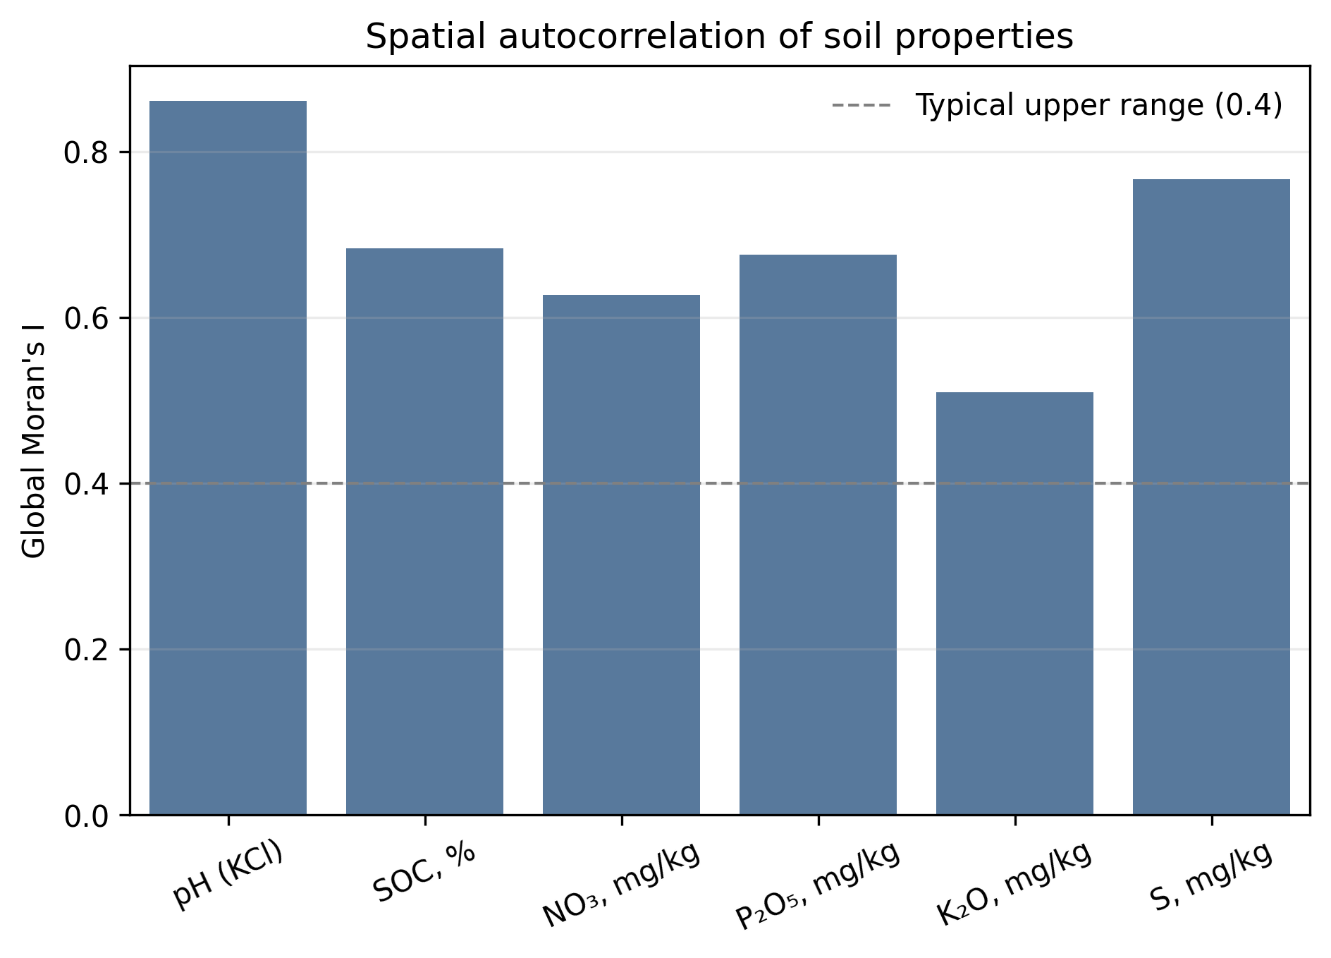 Spatial autocorrelation of soil properties
Typical upper range (0.4)
Global Moran's I
0.8
0.6
0.4
0.2
0.0
pH (KCl)
SOC, %
NO₃, mg/kg
P₂O₅, mg/kg
K₂O, mg/kg
S, mg/kg